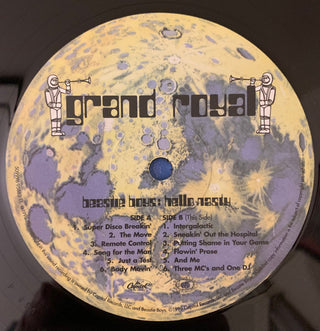 grand royal
beastie boys: hello nasty
SIDE A
1. Super Disco Breakin'
2. The Move
3. Remote Control
4. Song for the Man
5. Just a Test
6. Body Movin'
SIDE B (This Side)
1. Intergalactic
2. Sneakin' Out the Hospital
3. Putting Shame in Your Game
4. Flowin' Prose
5. And Me
6. Three MC's and One DJ
Capitol